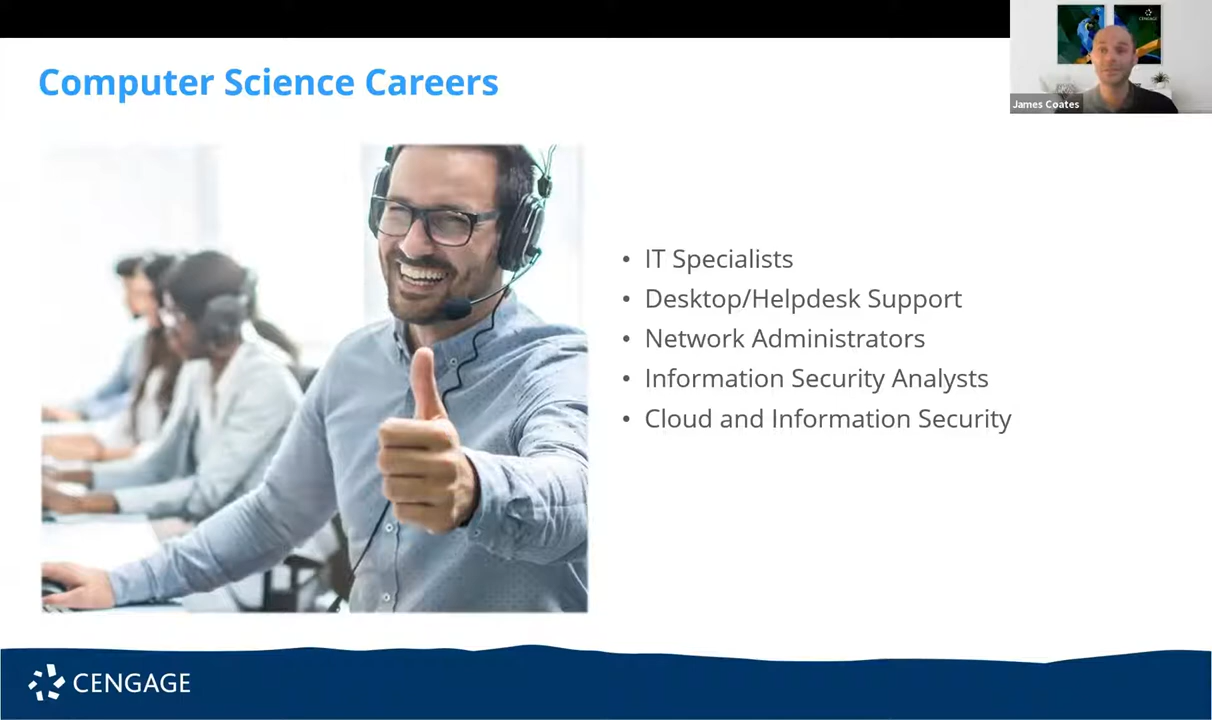 CENGAGE
Computer Science Careers
James Coates
• IT Specialists
• Desktop/Helpdesk Support
• Network Administrators
• Information Security Analysts
• Cloud and Information Security
CENGAGE